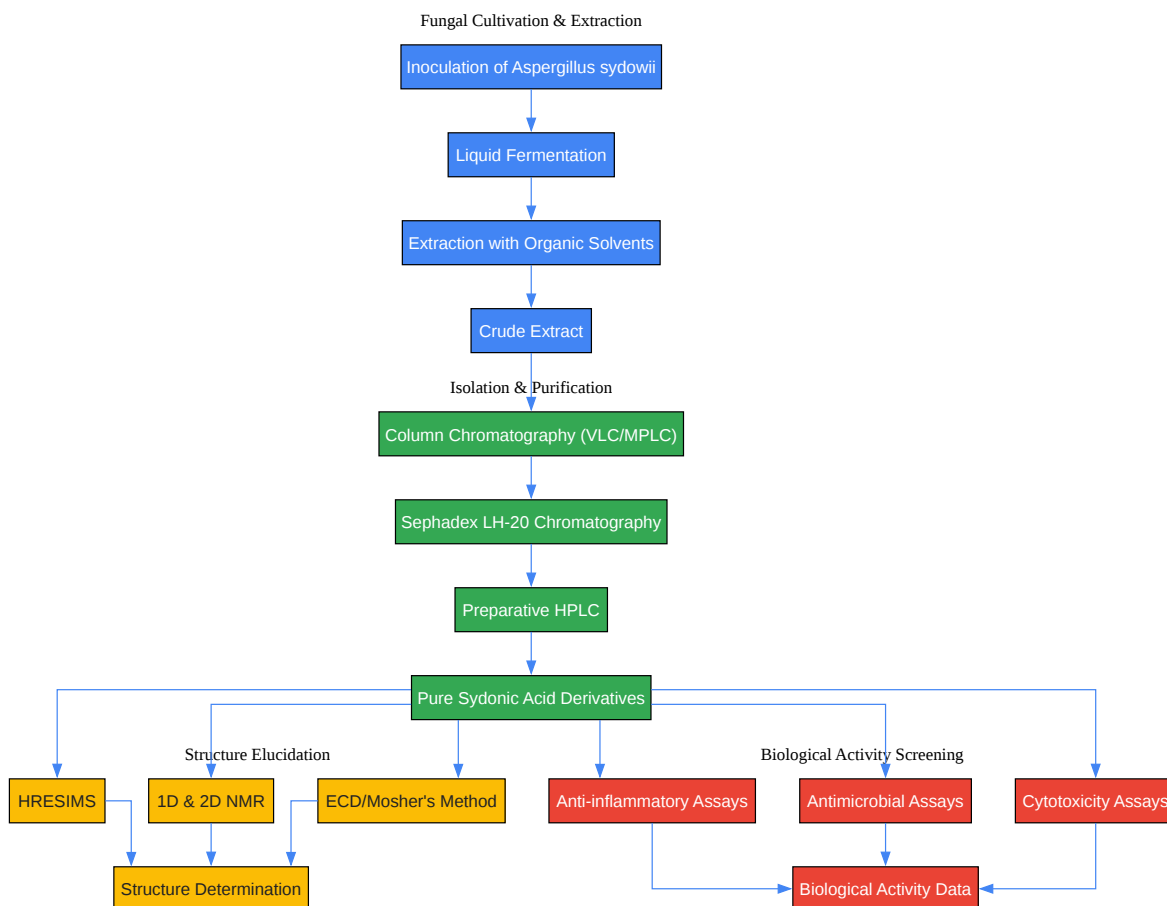 Fungal Cultivation & Extraction
Inoculation of Aspergillus sydowii
Liquid Fermentation
Extraction with Organic Solvents
Crude Extract
Isolation & Purification
Column Chromatography (VLC/MPLC)
Sephadex LH-20 Chromatography
Preparative HPLC
Pure Sydonic Acid Derivatives
Structure Elucidation
Biological Activity Screening
HRESIMS
1D & 2D NMR
ECD/Mosher's Method
Anti-inflammatory Assays
Antimicrobial Assays
Cytotoxicity Assays
Structure Determination
Biological Activity Data